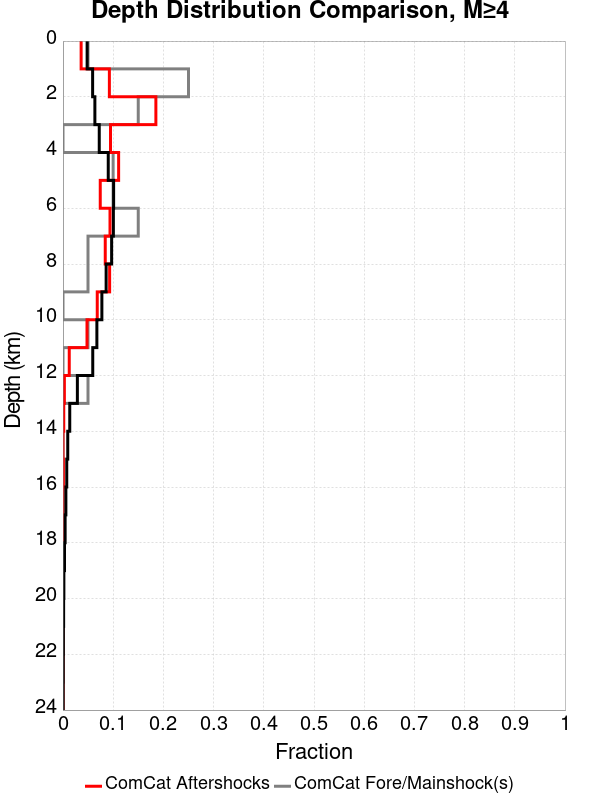 Depth Distribution Comparison, M≥4
0
2
4
6
8
10
12
14
16
18
20
22
24
Depth (km)
0 0.1 0.2 0.3 0.4 0.5 0.6 0.7 0.8 0.9 1
Fraction
ComCat Aftershocks ComCat Fore/Mainshock(s)